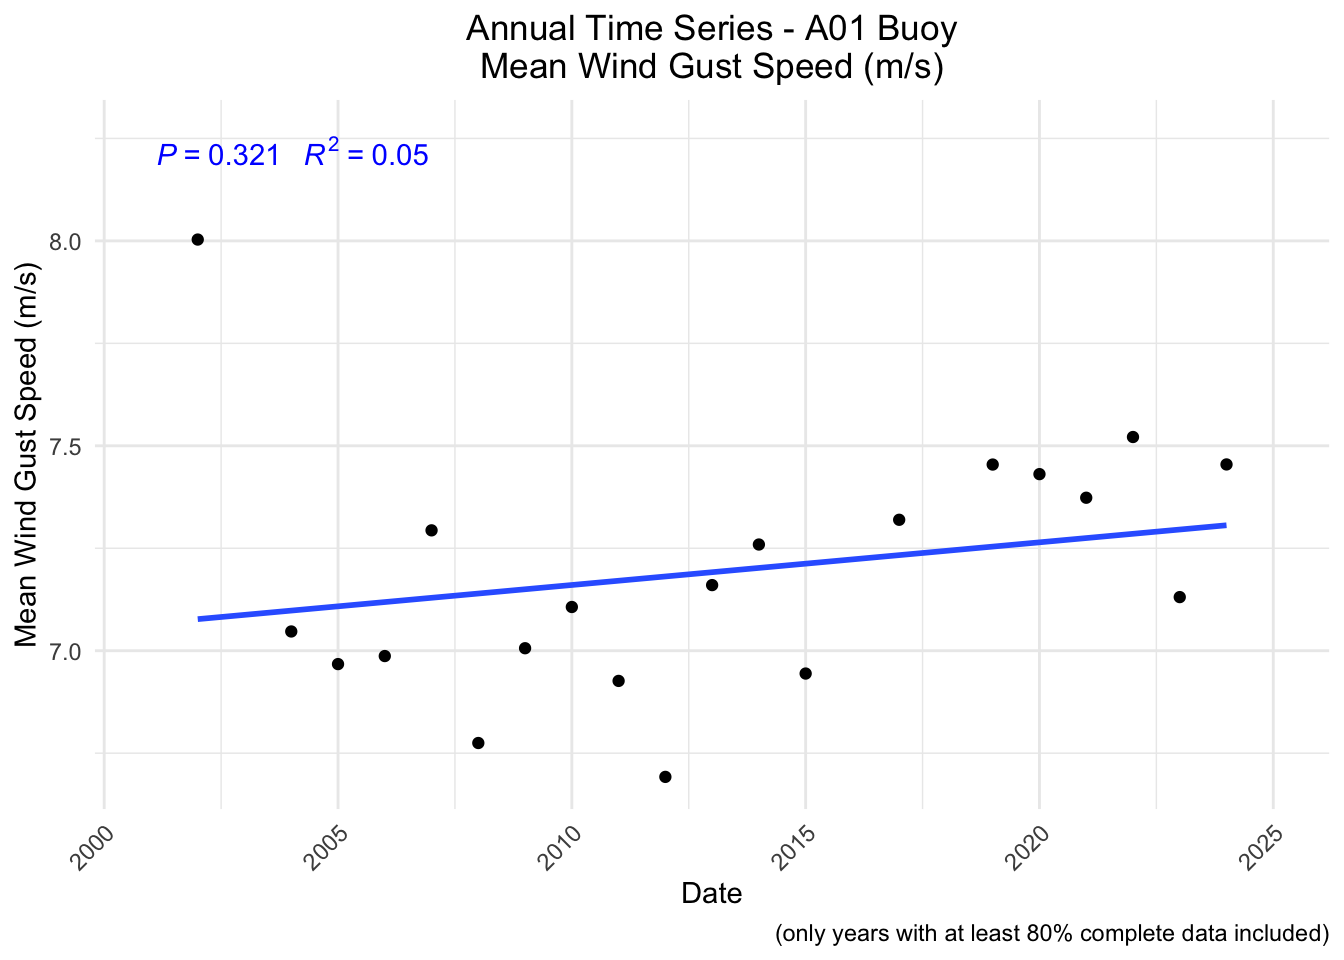 Annual Time Series - A01 Buoy
Mean Wind Gust Speed (m/s)
P = 0.321 R² = 0.05
Mean Wind Gust Speed (m/s)
8.0
7.5
7.0
2000 2005 2010 2015 2020 2025
Date
(only years with at least 80% complete data included)